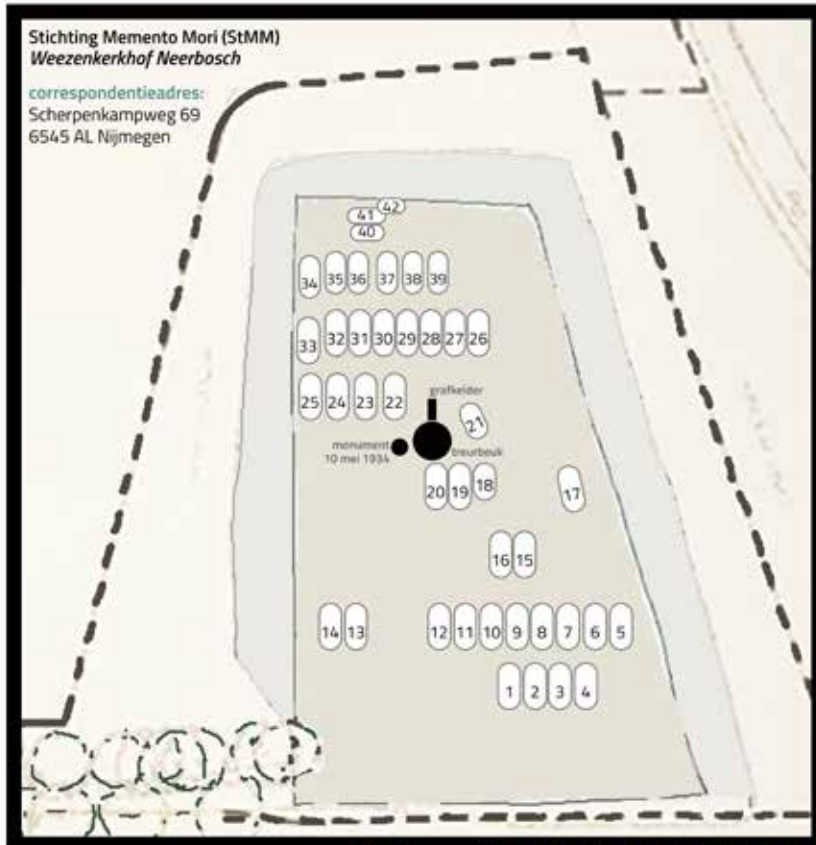 Stichting Memento Mori (StMM)
Weezenkerkhof Neerbosch
correspondentieadres:
Scherpenkampweg 69
6545 AL Nijmegen
42
41
40
34 35 36 37 38 39
33 32 31 30 29 28 27 26
25 24 23 22
grafkelder
21
monument
10 mei 1934
treurbeuk
20 19 18
17
16 15
14 13 12 11 10 9 8 7 6 5
1 2 3 4